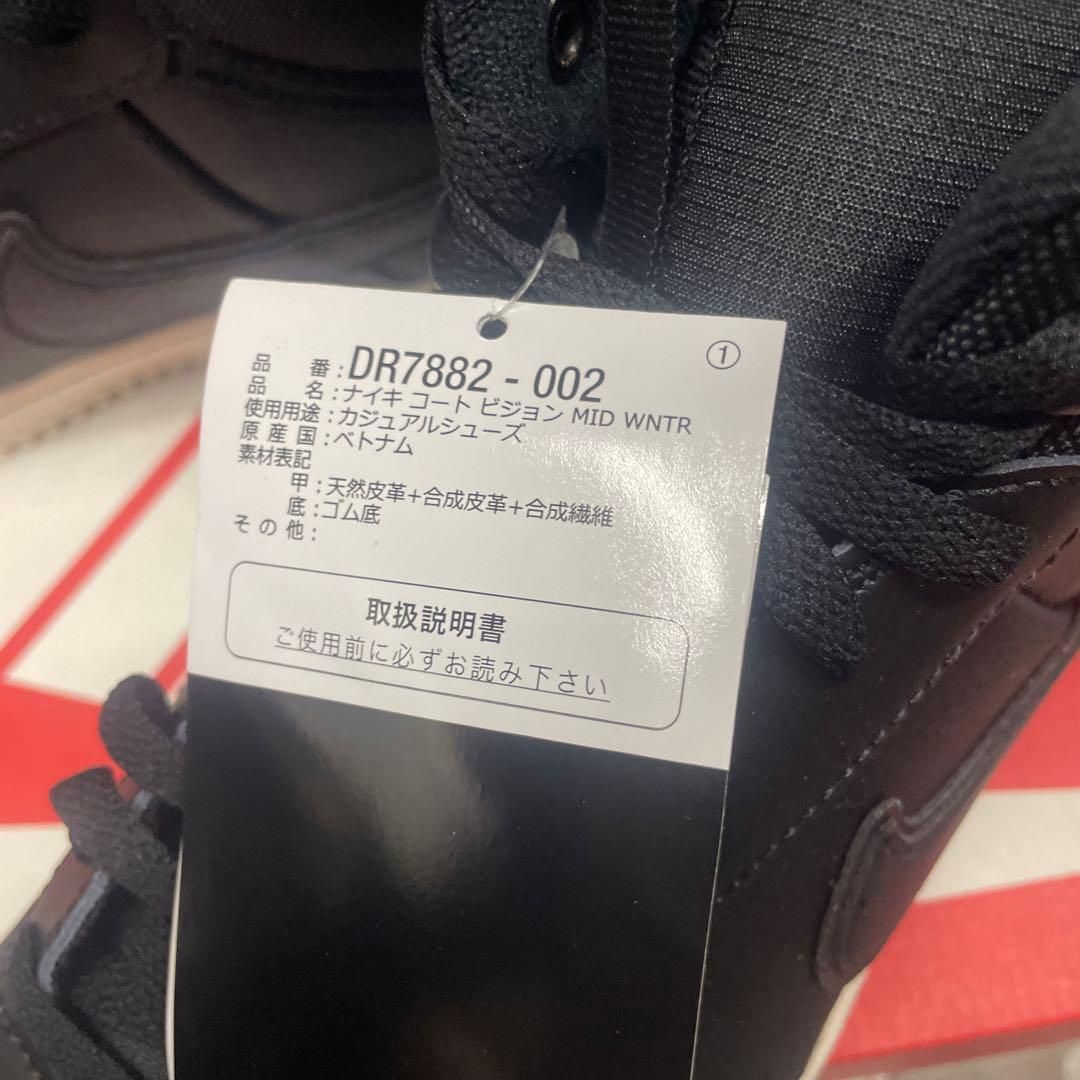 ①
品番:DR7882 - 002
品名:ナイキ コート ビジョン MID WNTR
使用用途:カジュアルシューズ
原産国:ベトナム
素材表記
甲:天然皮革+合成皮革+合成繊維
底:ゴム底
その他:
取扱説明書
ご使用前に必ずお読み下さい